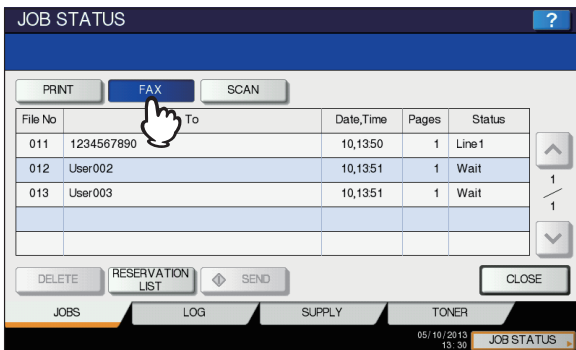 JOB STATUS ?
PRINT FAX SCAN
File No To Date,Time Pages Status
011 1234567890 10,13:50 1 Line1
012 User002 10,13:51 1 Wait
013 User003 10,13:51 1 Wait
1
1
DELETE RESERVATION LIST SEND CLOSE
JOBS LOG SUPPLY TONER
05/10/2013
13:30 JOB STATUS